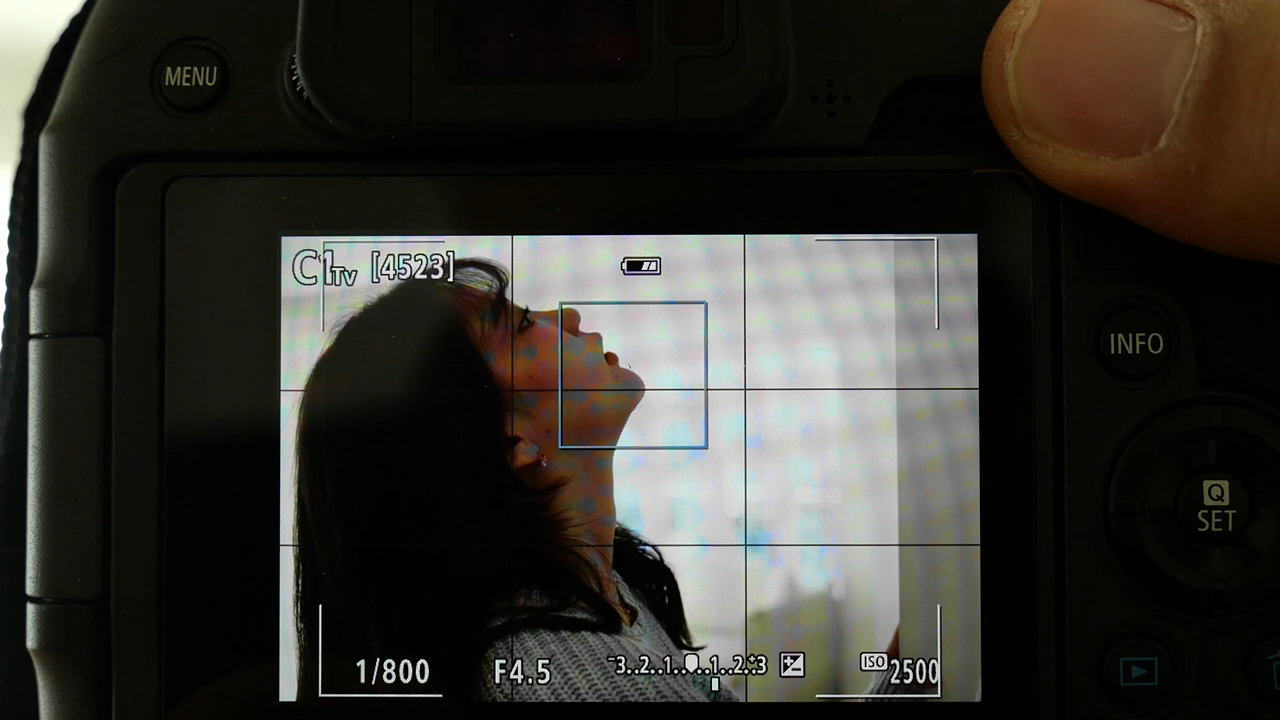 MENU
C1Tv [4523]
INFO
Q
SET
1/800 F4.5 -3..2..1..0..1..2..+3 ISO 2500